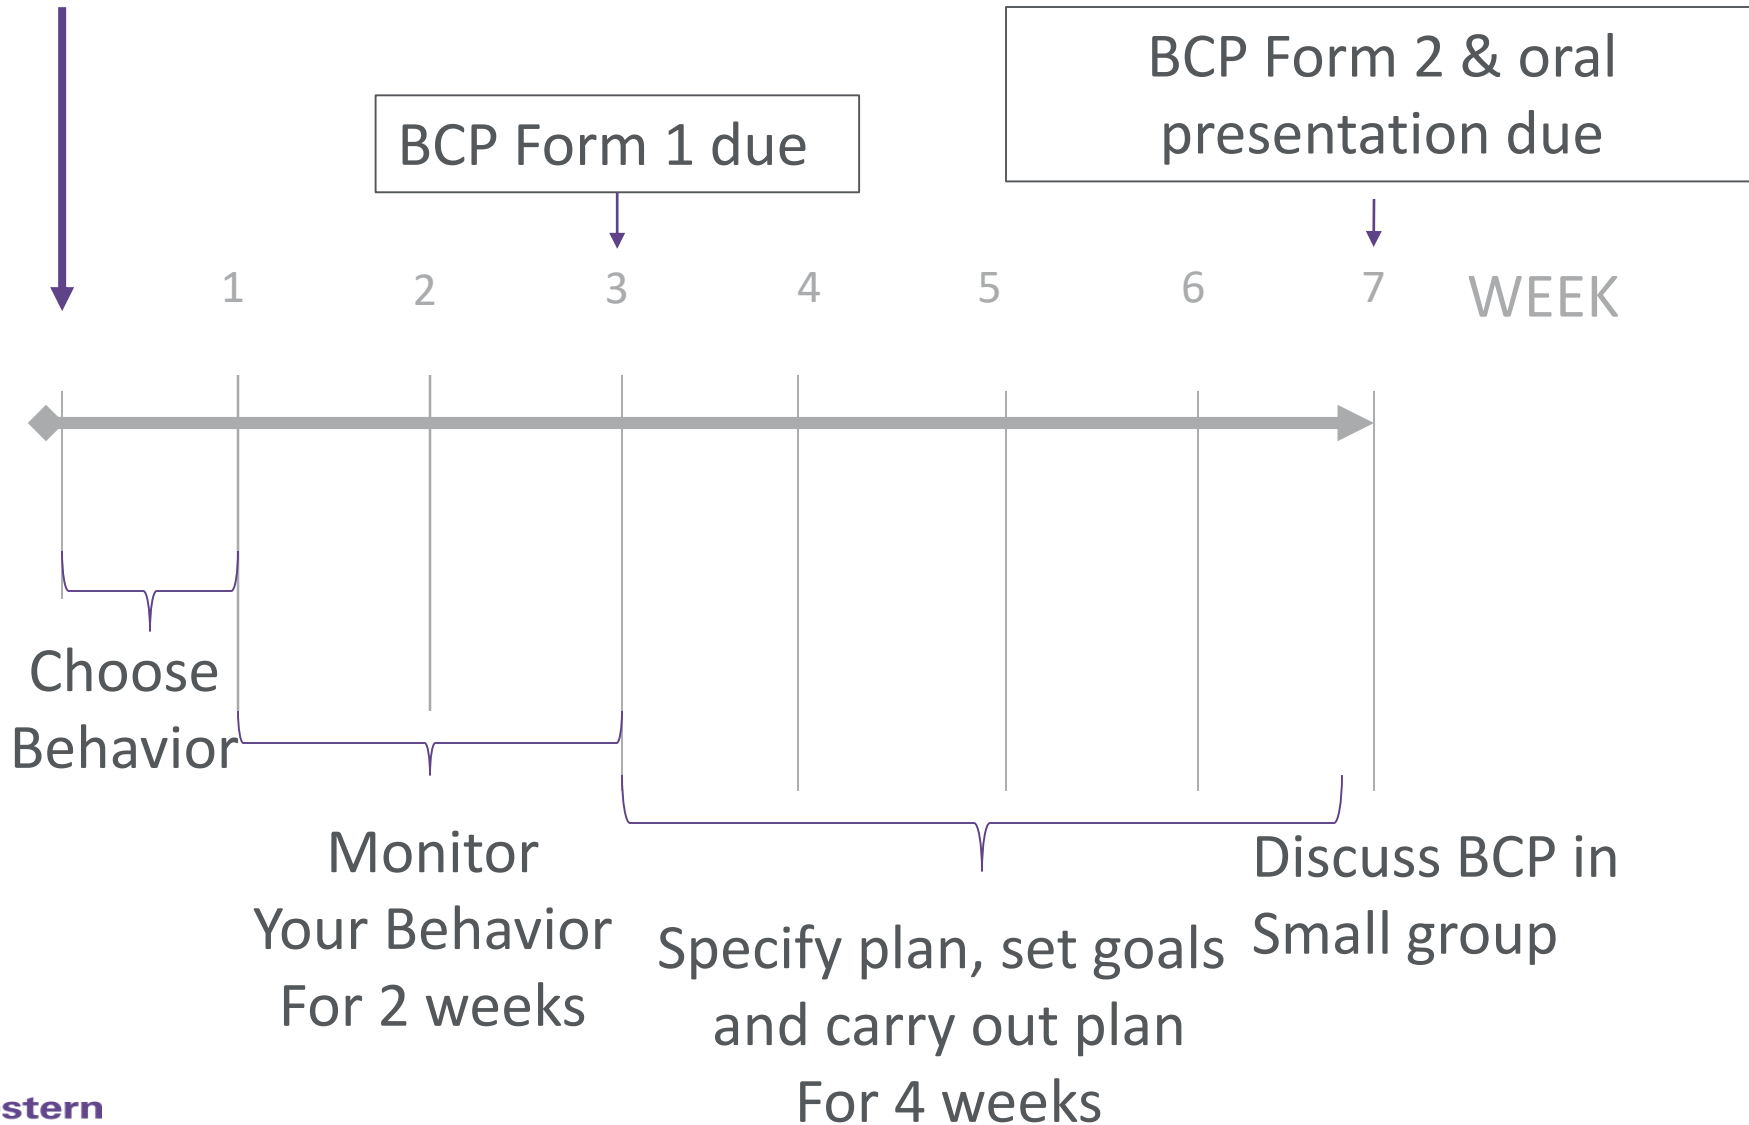 BCP Form 2 & oral
presentation due
BCP Form 1 due
1 2 3 4 5 6 7 WEEK
Choose
Behavior
Monitor
Your Behavior
For 2 weeks
Specify plan, set goals
and carry out plan
For 4 weeks
Discuss BCP in
Small group
stern